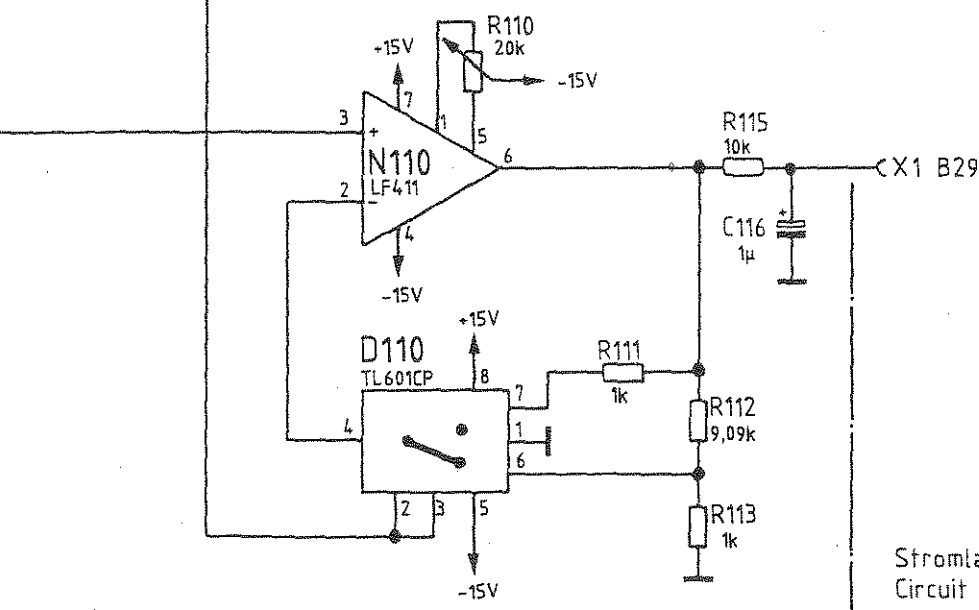 R110
20k
+15V
-15V
7
1
3
+
5
N110
LF411
6
2
-
4
-15V
R115
10k
X1 B29
+
C116
1µ
+15V
D110
TL601CP
8
R111
1k
7
4
1
6
R112
9,09k
2
3
5
R113
1k
-15V
Circuit